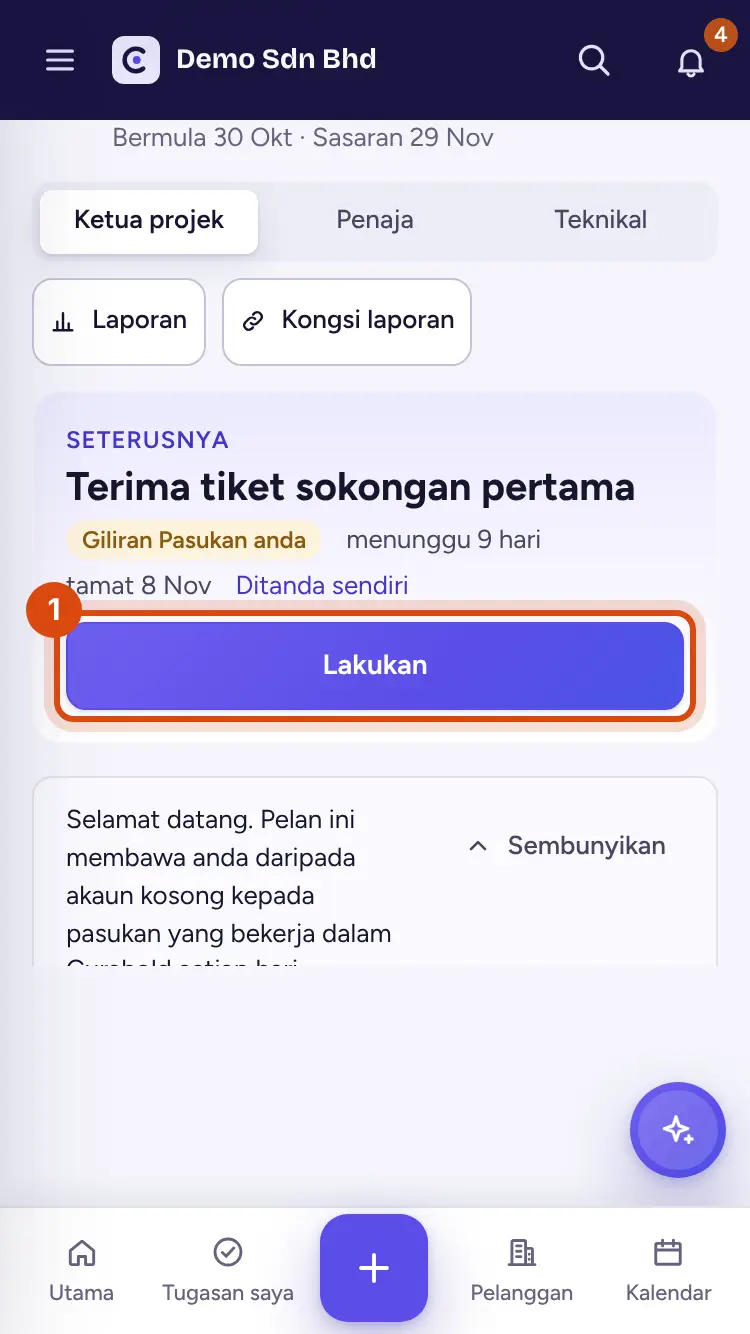 Demo Sdn Bhd
4
Bermula 30 Okt · Sasaran 29 Nov
Ketua projek
Penaja
Teknikal
Laporan
Kongsi laporan
SETERUSNYA
Terima tiket sokongan pertama
Giliran Pasukan anda
menunggu 9 hari
tamat 8 Nov
Ditanda sendiri
1
Lakukan
Selamat datang. Pelan ini
membawa anda daripada
akaun kosong kepada
pasukan yang bekerja dalam
Sembunyikan
Utama
Tugasan saya
Pelanggan
Kalendar